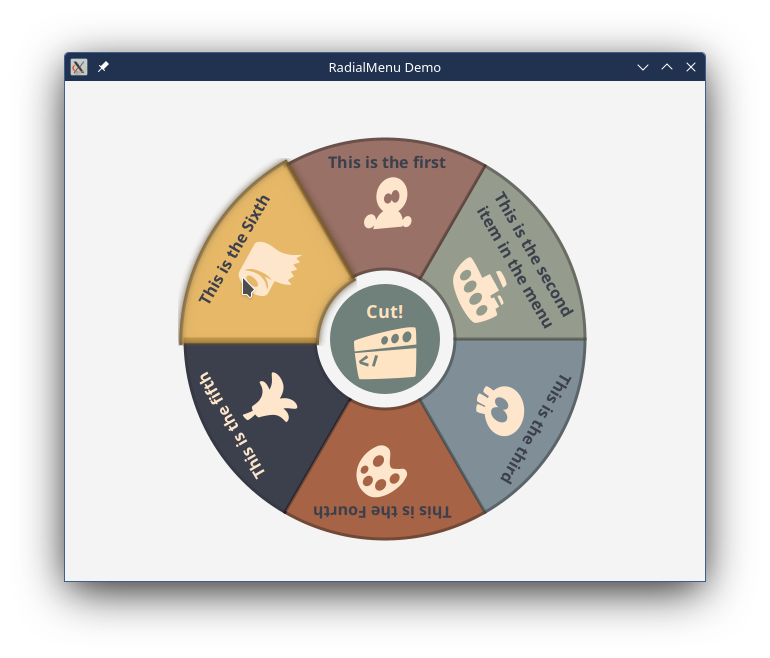 RadialMenu Demo
This is the first
This is the second
item in the menu
This is the third
This is the Fourth
This is the fifth
This is the Sixth
Cut!